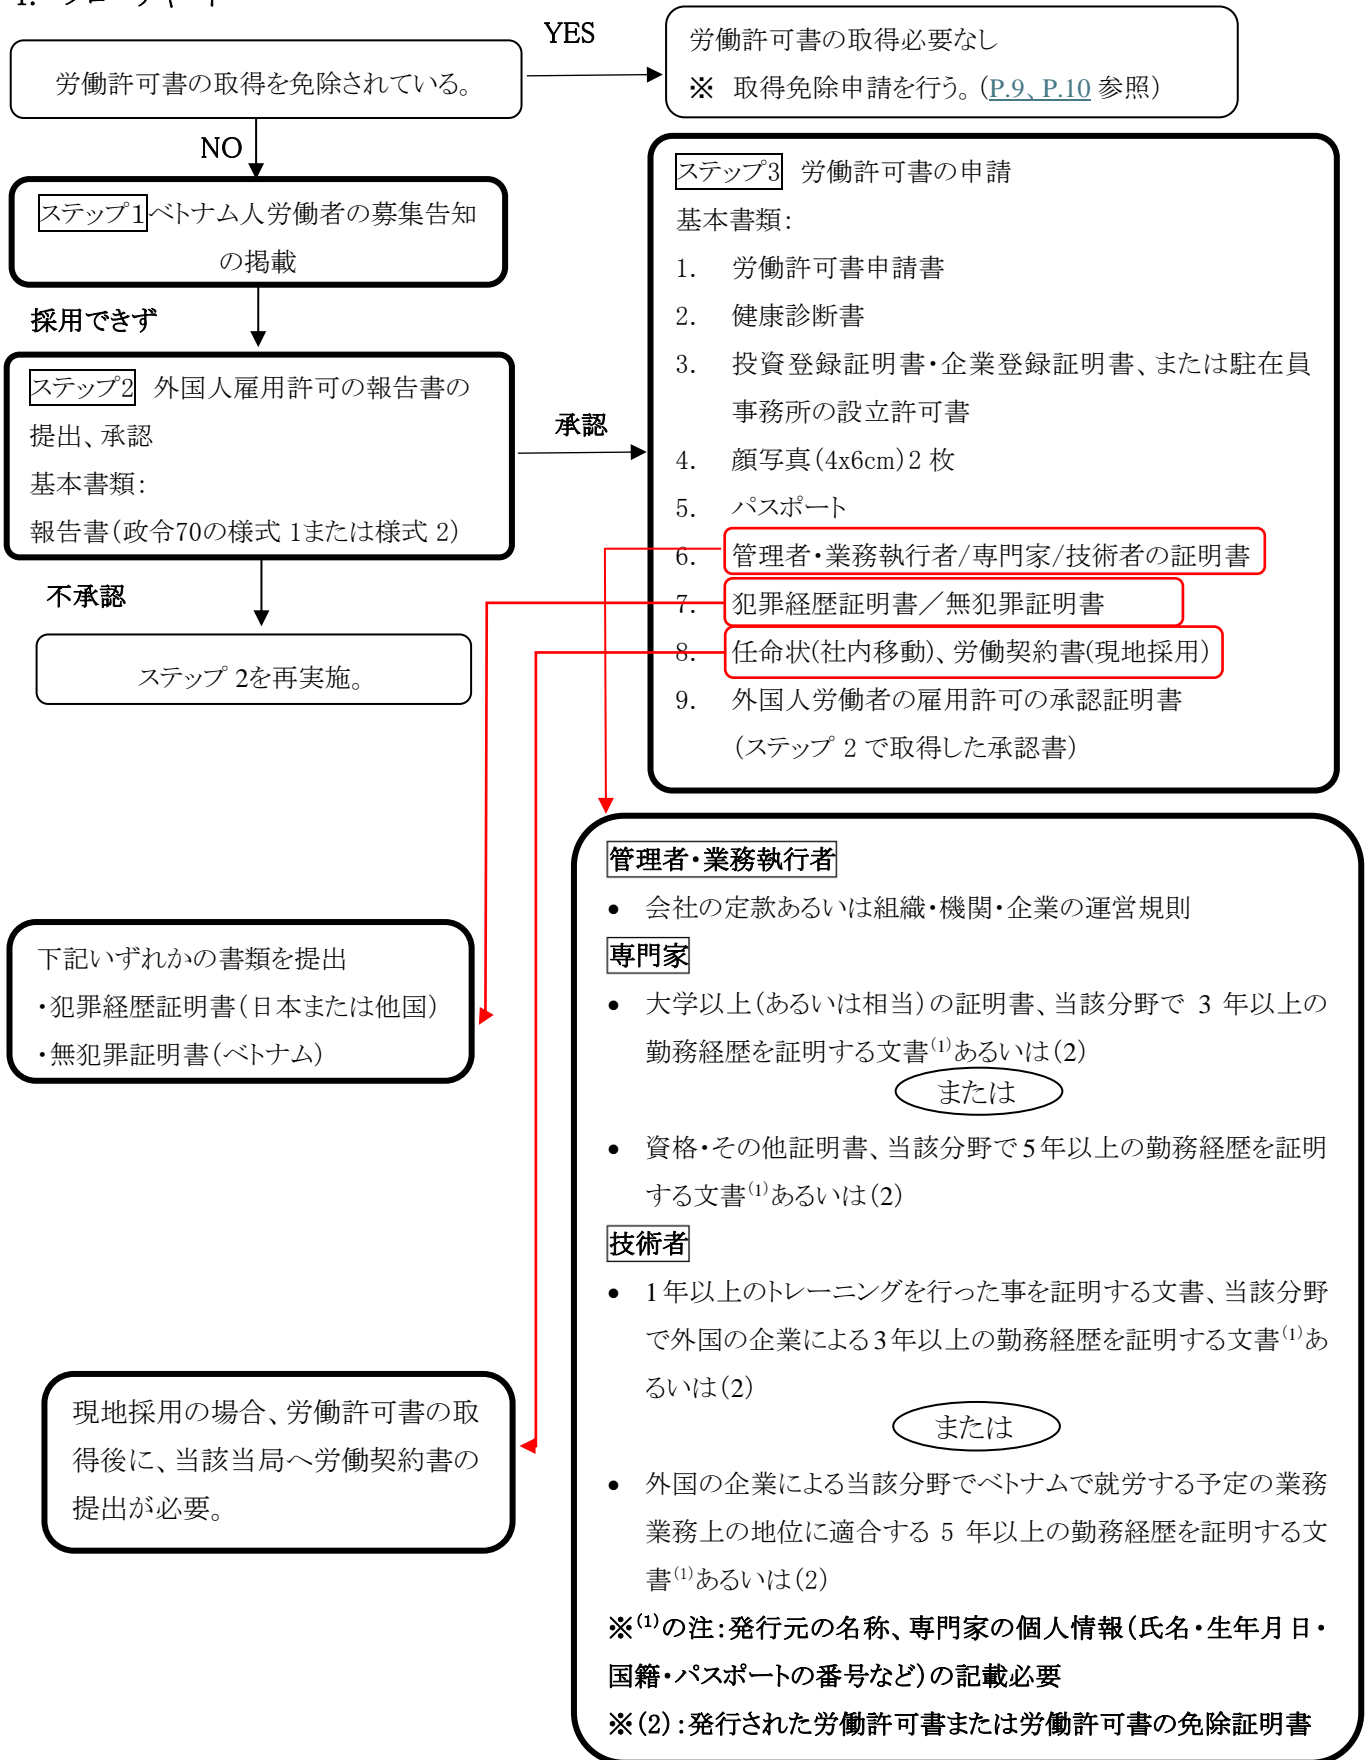 YES
労働許可書の取得を免除されている。
労働許可書の取得必要なし
※ 取得免除申請を行う。(P.9、P.10 参照)
NO
ステップ1ベトナム人労働者の募集告知
の掲載
採用できず
ステップ2 外国人雇用許可の報告書の
提出、承認
基本書類：
報告書(政令70の様式 1または様式 2)
承認
不承認
ステップ 2を再実施。
ステップ3 労働許可書の申請
基本書類：
1. 労働許可書申請書
2. 健康診断書
3. 投資登録証明書・企業登録証明書、または駐在員
事務所の設立許可書
4. 顔写真(4x6cm)2 枚
5. パスポート
6. 管理者・業務執行者/専門家/技術者の証明書
7. 犯罪経歴証明書／無犯罪証明書
8. 任命状(社内移動)、労働契約書(現地採用)
9. 外国人労働者の雇用許可の承認証明書
(ステップ 2 で取得した承認書)
下記いずれかの書類を提出
・犯罪経歴証明書(日本または他国)
・無犯罪証明書(ベトナム)
現地採用の場合、労働許可書の取
得後に、当該当局へ労働契約書の
提出が必要。
管理者・業務執行者
• 会社の定款あるいは組織・機関・企業の運営規則
専門家
• 大学以上(あるいは相当)の証明書、当該分野で 3 年以上の
勤務経歴を証明する文書(1)あるいは(2)
または
• 資格・その他証明書、当該分野で5年以上の勤務経歴を証明
する文書(1)あるいは(2)
技術者
• 1年以上のトレーニングを行った事を証明する文書、当該分野
で外国の企業による3年以上の勤務経歴を証明する文書(1)あ
るいは(2)
または
• 外国の企業による当該分野でベトナムで就労する予定の業務
業務上の地位に適合する 5 年以上の勤務経歴を証明する文
書(1)あるいは(2)
※(1)の注：発行元の名称、専門家の個人情報(氏名・生年月日・
国籍・パスポートの番号など)の記載必要
※(2)：発行された労働許可書または労働許可書の免除証明書